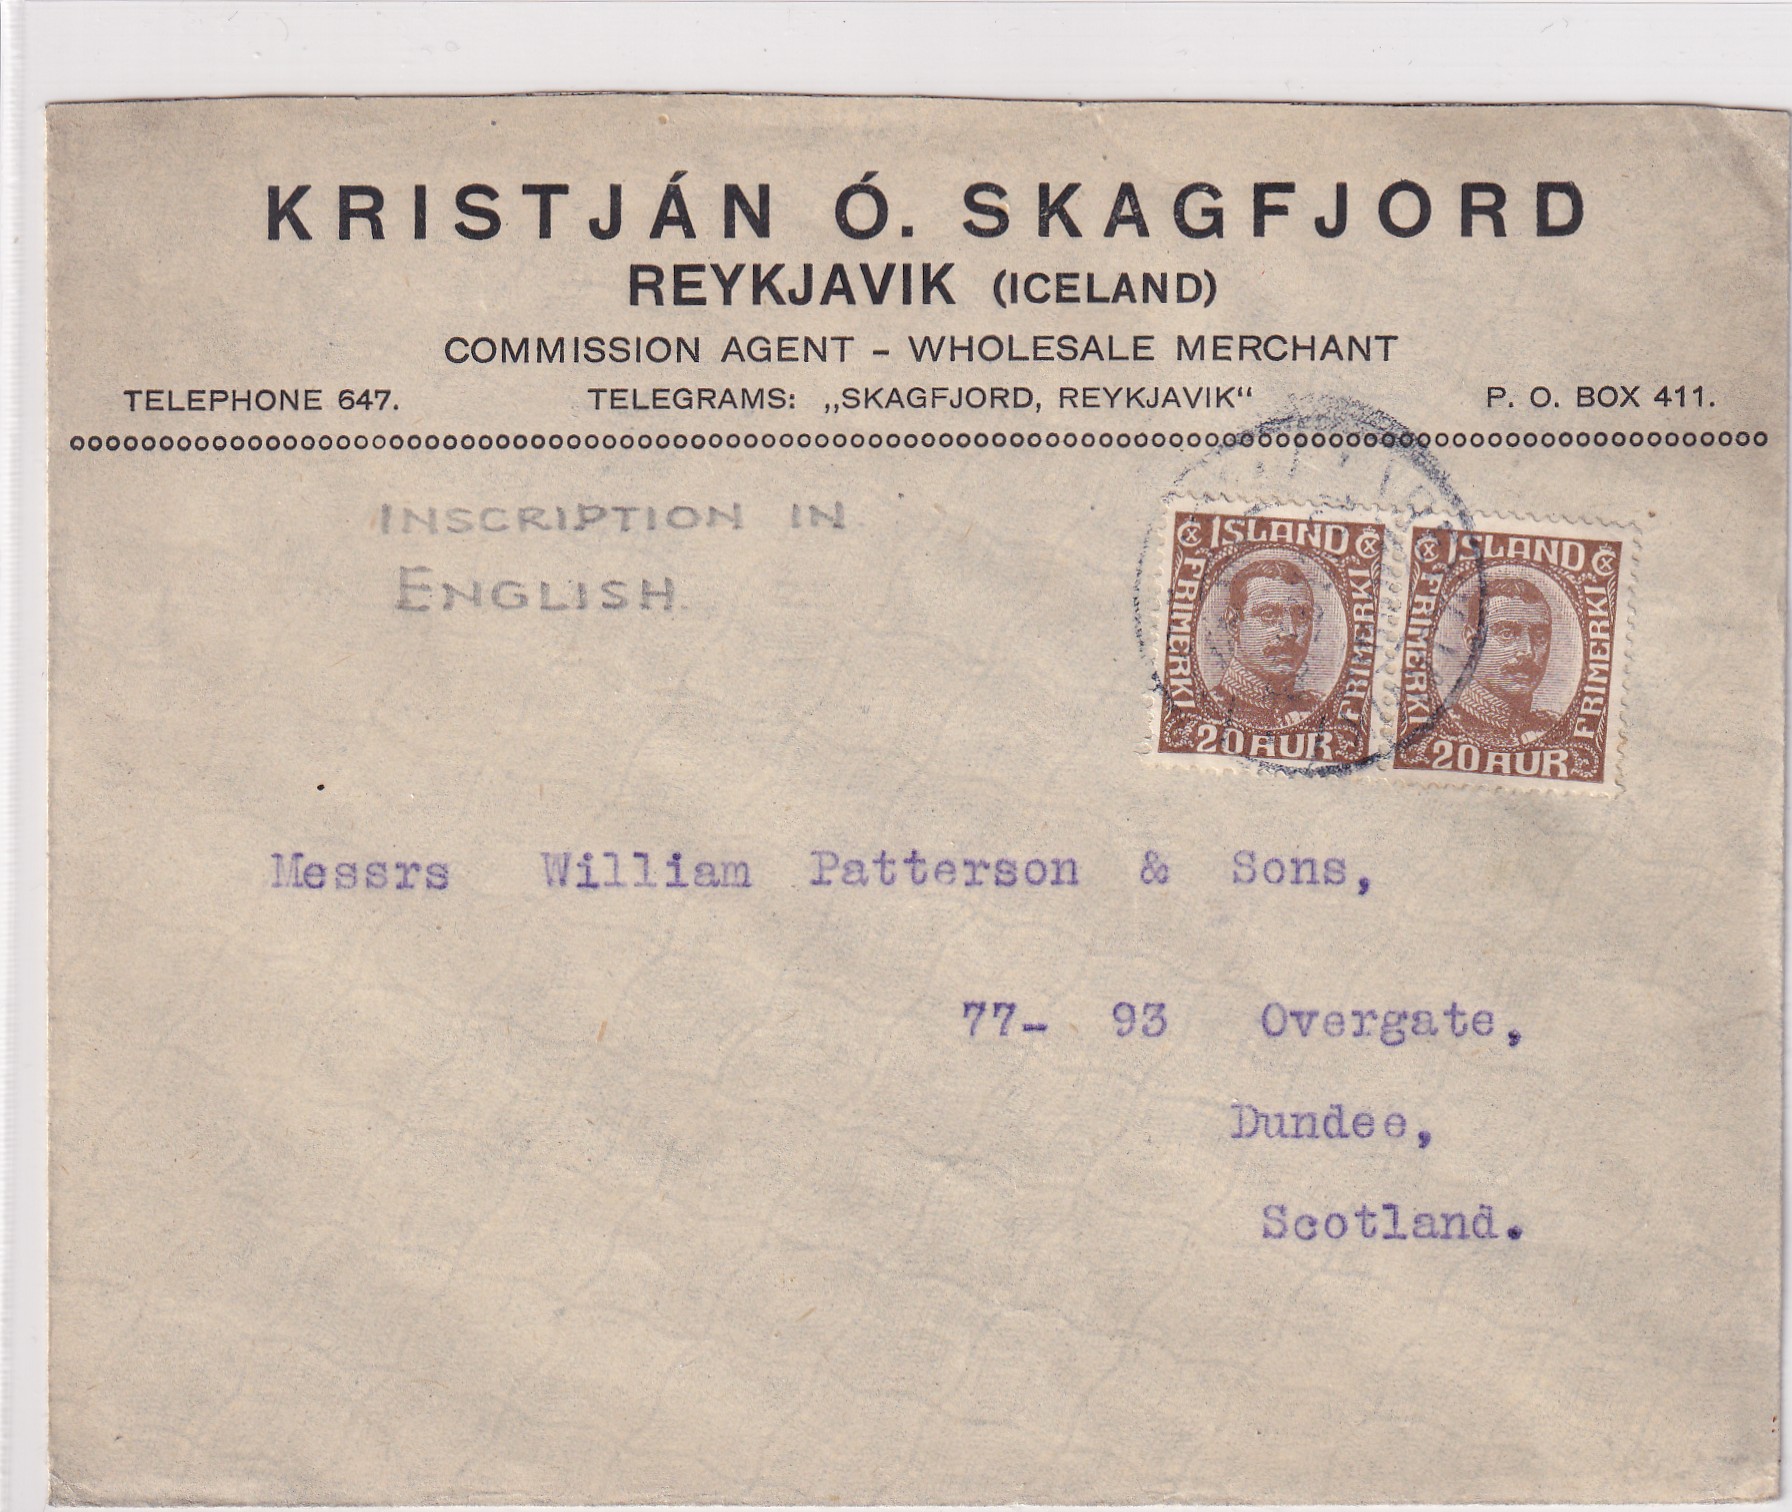 KRISTJÁN Ó. SKAGFJORD
REYKJAVIK (ICELAND)
COMMISSION AGENT – WHOLESALE MERCHANT
TELEPHONE 647. TELEGRAMS: „SKAGFJORD, REYKJAVIK“ P. O. BOX 411.
INSCRIPTION IN
ENGLISH.
ISLAND
FRIMERKI
FRIMERKI
20 AUR
ISLAND
FRIMERKI
FRIMERKI
20 AUR
Messrs William Patterson & Sons,
77- 93 Overgate,
Dundee,
Scotland.